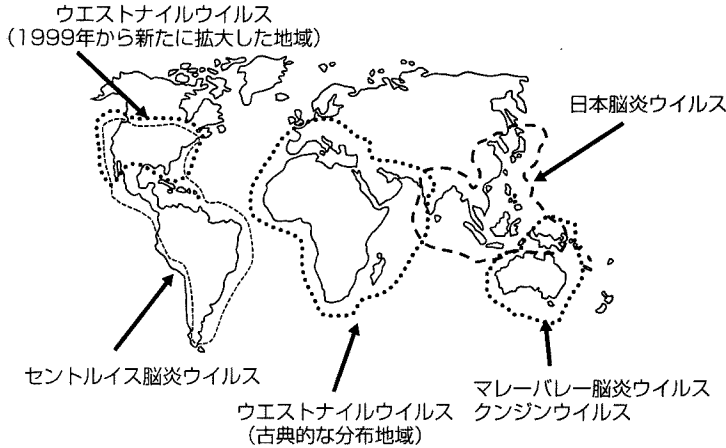 ウエストナイルウイルス
(1999年から新たに拡大した地域)
日本脳炎ウイルス
セントルイス脳炎ウイルス
ウエストナイルウイルス
(古典的な分布地域)
マレーバレー脳炎ウイルス
クンジンウイルス